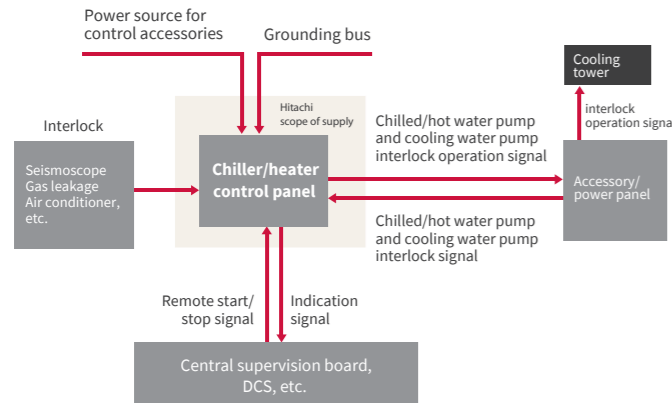 Power source for
control accessories
Grounding bus
Cooling
tower
Hitachi
scope of supply
interlock
operation signal
Interlock
Chilled/hot water pump
and cooling water pump
interlock operation signal
Seismoscope
Gas leakage
Air conditioner,
etc.
Chiller/heater
control panel
Accessory/
power panel
Chilled/hot water pump
and cooling water pump
interlock signal
Remote start/
stop signal
Indication
signal
Central supervision board,
DCS, etc.